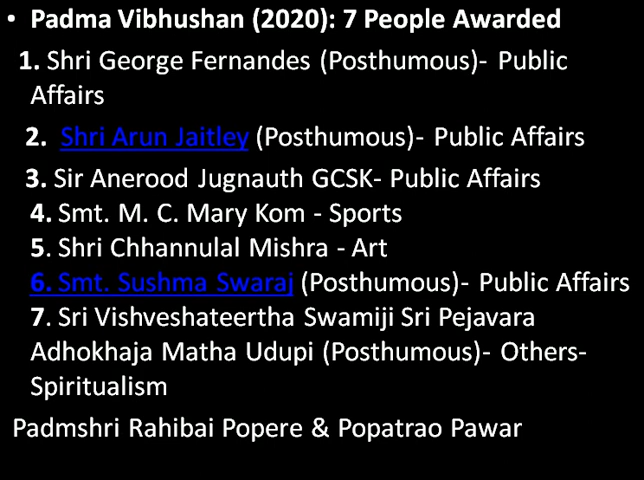 • Padma Vibhushan (2020): 7 People Awarded
1. Shri George Fernandes (Posthumous)- Public
Affairs
2. Shri Arun Jaitley (Posthumous)- Public Affairs
3. Sir Anerood Jugnauth GCSK- Public Affairs
4. Smt. M. C. Mary Kom - Sports
5. Shri Chhannulal Mishra - Art
6. Smt. Sushma Swaraj (Posthumous)- Public Affairs
7. Sri Vishveshateertha Swamiji Sri Pejavara
Adhokhaja Matha Udupi (Posthumous)- Others-
Spiritualism
Padmshri Rahibai Popere & Popatrao Pawar